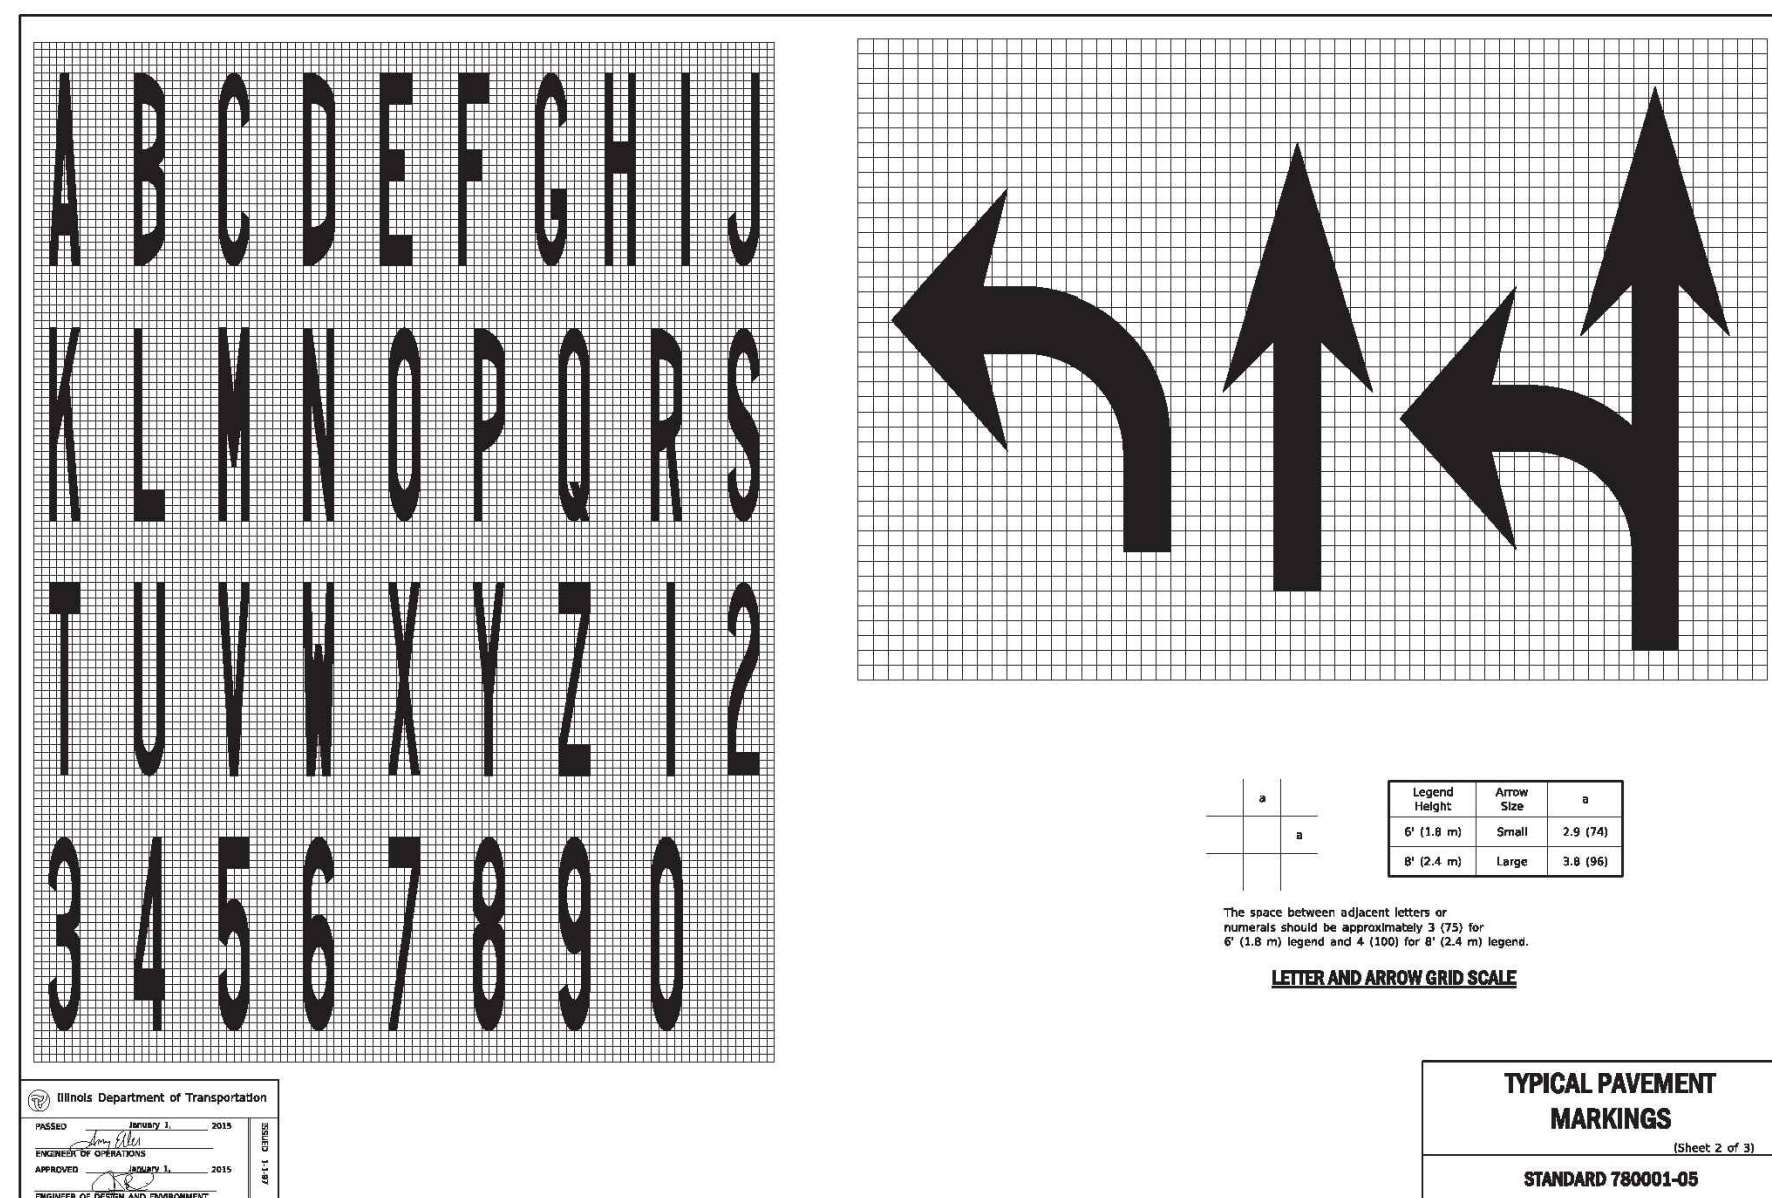 A B C D E F G H I J
K L M N O P Q R S
T U V W X Y Z 1 2
3 4 5 6 7 8 9 0
a
a
Legend Height Arrow Size a
6' (1.8 m) Small 2.9 (74)
8' (2.4 m) Large 3.8 (96)
The space between adjacent letters or
numerals should be approximately 3 (75) for
6' (1.8 m) legend and 4 (100) for 8' (2.4 m) legend.
LETTER AND ARROW GRID SCALE
Illinois Department of Transportation
PASSED January 1, 2015
Amy Eller
ENGINEER OF OPERATIONS
APPROVED January 1, 2015
ENGINEER OF DESIGN AND ENVIRONMENT
ISSUED 1-1-97
TYPICAL PAVEMENT
MARKINGS
(Sheet 2 of 3)
STANDARD 780001-05